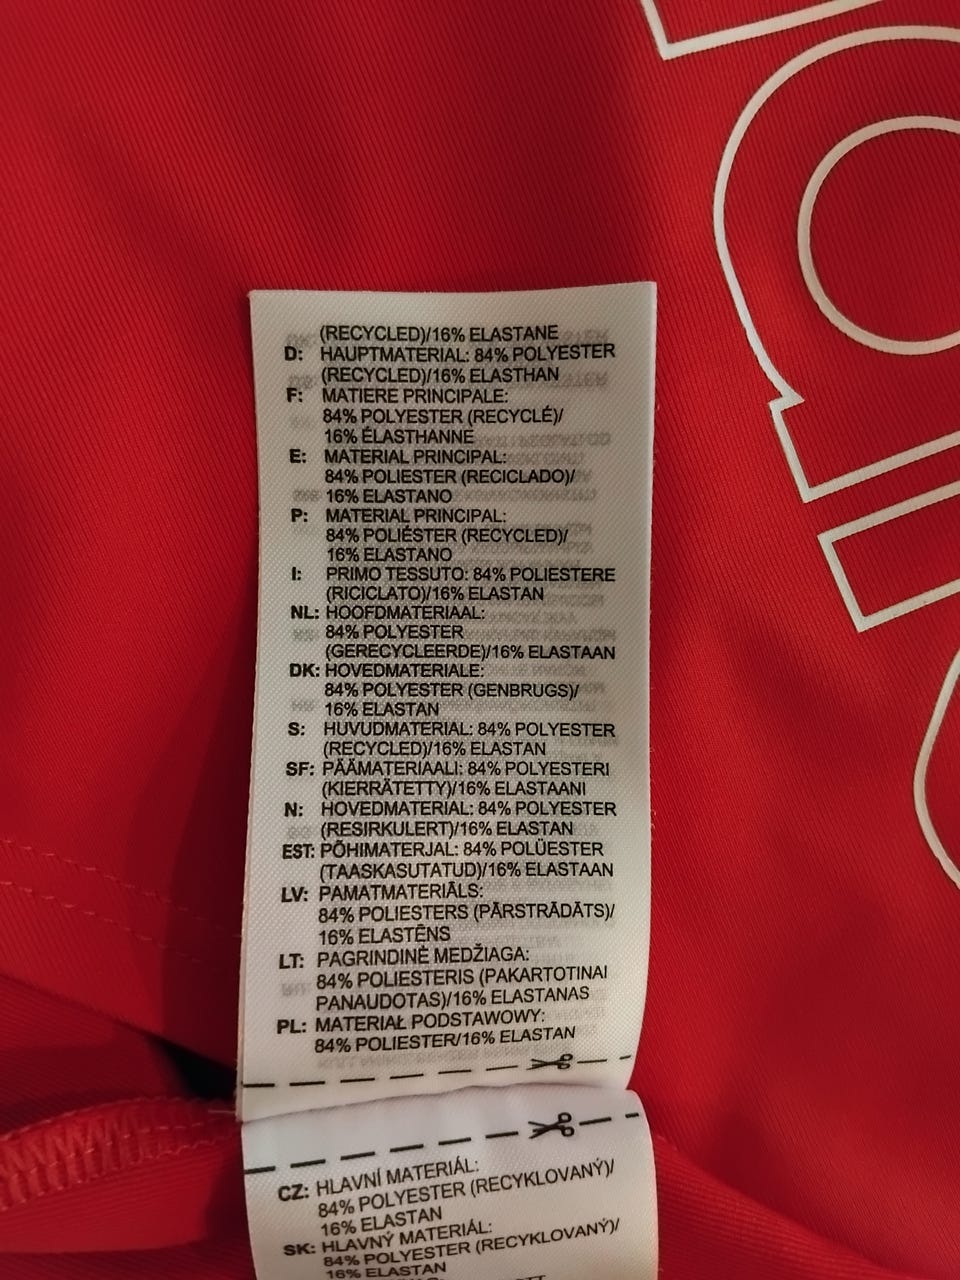 (RECYCLED)/16% ELASTANE
D: HAUPTMATERIAL: 84% POLYESTER
(RECYCLED)/16% ELASTHAN
F: MATIERE PRINCIPALE:
84% POLYESTER (RECYCLÉ)/
16% ÉLASTHANNE
E: MATERIAL PRINCIPAL:
84% POLIESTER (RECICLADO)/
16% ELASTANO
P: MATERIAL PRINCIPAL:
84% POLIÉSTER (RECYCLED)/
16% ELASTANO
I: PRIMO TESSUTO: 84% POLIESTERE
(RICICLATO)/16% ELASTAN
NL: HOOFDMATERIAAL:
84% POLYESTER
(GERECYCLEERDE)/16% ELASTAAN
DK: HOVEDMATERIALE:
84% POLYESTER (GENBRUGS)/
16% ELASTAN
S: HUVUDMATERIAL: 84% POLYESTER
(RECYCLED)/16% ELASTAN
SF: PÄÄMATERIAALI: 84% POLYESTERI
(KIERRÄTETTY)/16% ELASTAANI
N: HOVEDMATERIAL: 84% POLYESTER
(RESIRKULERT)/16% ELASTAN
EST: PÕHIMATERJAL: 84% POLÜESTER
(TAASKASUTATUD)/16% ELASTAAN
LV: PAMATMATERIĀLS:
84% POLIESTERS (PĀRSTRĀDĀTS)/
16% ELASTĒNS
LT: PAGRINDINĖ MEDŽIAGA:
84% POLIESTERIS (PAKARTOTINAI
PANAUDOTAS)/16% ELASTANAS
PL: MATERIAŁ PODSTAWOWY:
84% POLIESTER/16% ELASTAN
CZ: HLAVNÍ MATERIÁL:
84% POLYESTER (RECYKLOVANÝ)/
16% ELASTAN
SK: HLAVNÝ MATERIÁL:
84% POLYESTER (RECYKLOVANÝ)/
16% ELASTAN